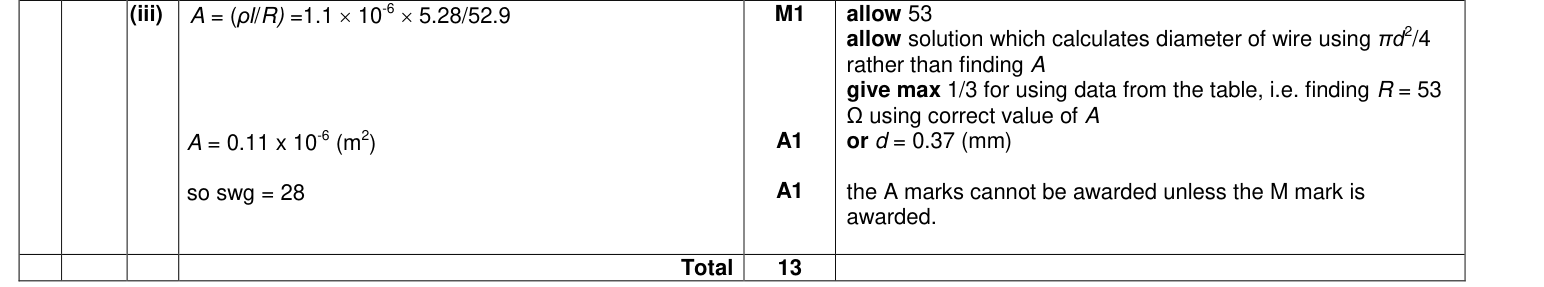 (iii) A = (ρl/R) =1.1 × 10⁻⁶ × 5.28/52.9 M1 allow 53
allow solution which calculates diameter of wire using πd²/4
rather than finding A
give max 1/3 for using data from the table, i.e. finding R = 53
Ω using correct value of A
A = 0.11 x 10⁻⁶ (m²) A1 or d = 0.37 (mm)
so swg = 28 A1 the A marks cannot be awarded unless the M mark is
awarded.
Total 13